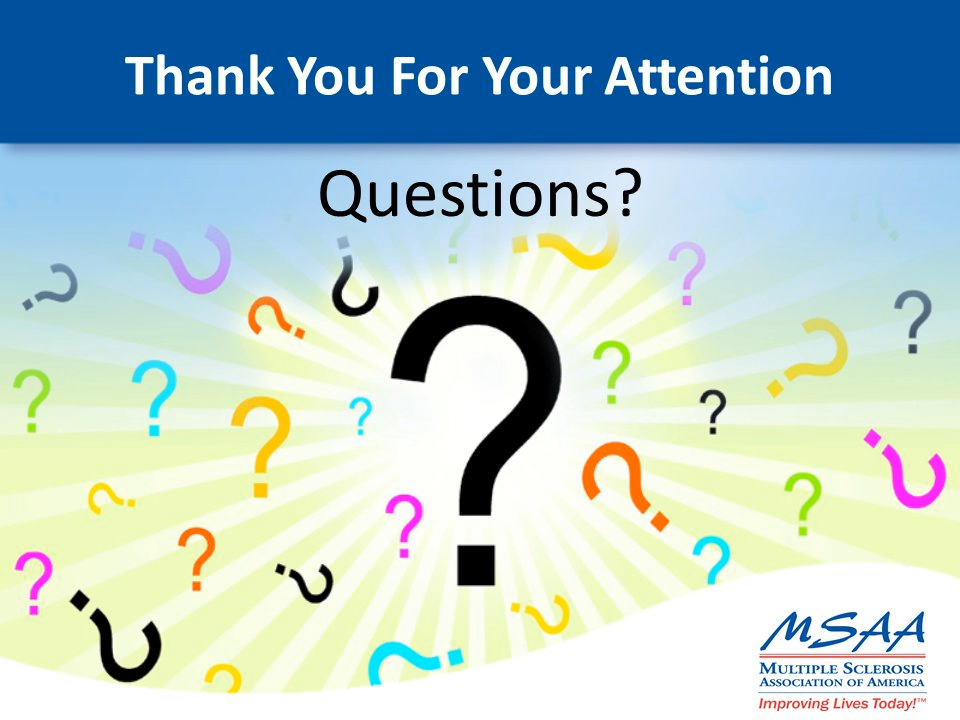 Thank You For Your Attention
Questions?
?
MSAA
MULTIPLE SCLEROSIS
ASSOCIATION OF AMERICA
Improving Lives Today!™